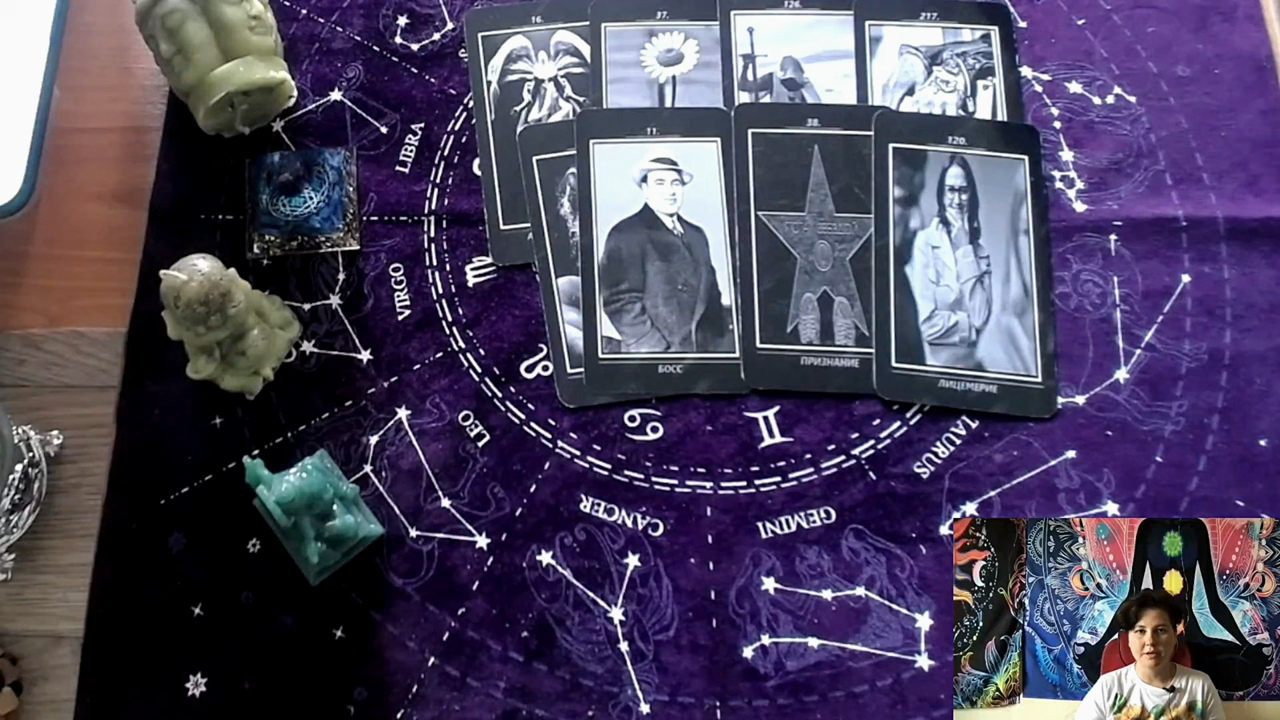 16.
37.
126.
217.
11.
38.
120.
БОСС
ПРИЗНАНИЕ
ЛИЦЕМЕРИЕ
LIBRA
VIRGO
LEO
CANCER
GEMINI
TAURUS